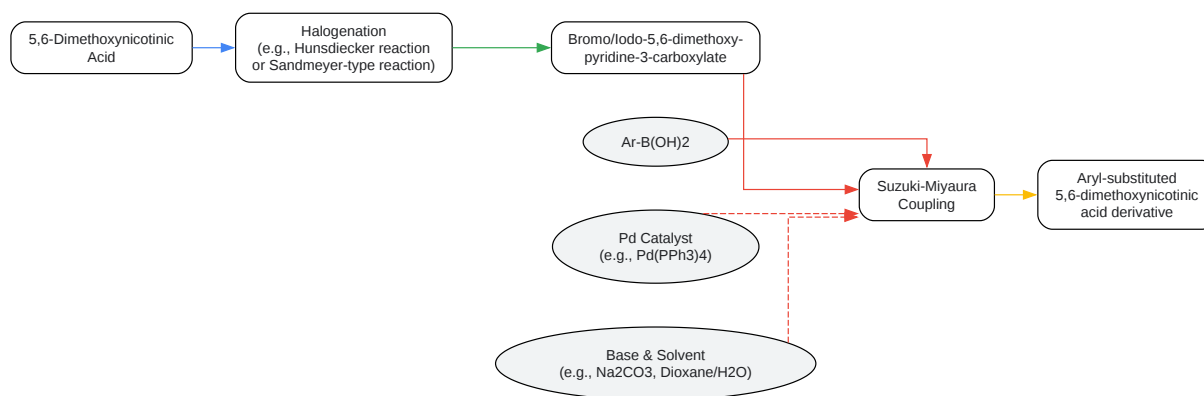 5,6-Dimethoxynicotinic
Acid
Halogenation
(e.g., Hunsdiecker reaction
or Sandmeyer-type reaction)
Bromo/Iodo-5,6-dimethoxy-
pyridine-3-carboxylate
Ar-B(OH)2
Suzuki-Miyaura
Coupling
Aryl-substituted
5,6-dimethoxynicotinic
acid derivative
Pd Catalyst
(e.g., Pd(PPh3)4)
Base & Solvent
(e.g., Na2CO3, Dioxane/H2O)